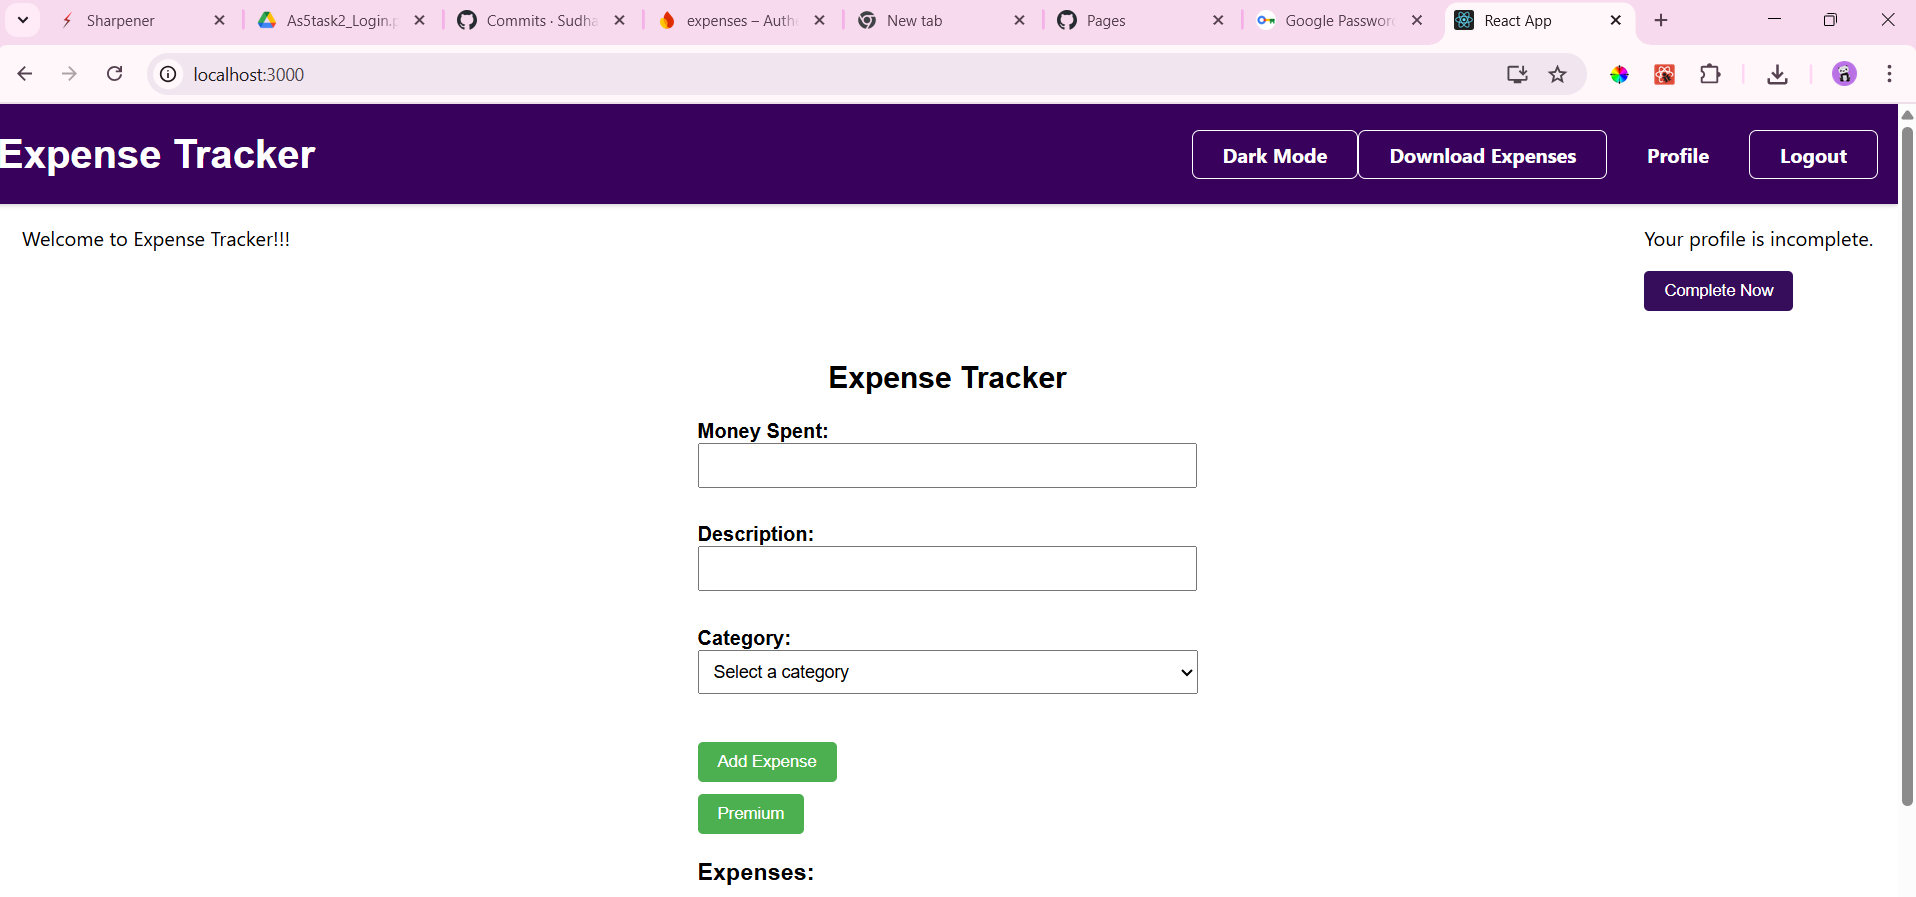 Sharpener
As5task2_Login.p
Commits · Sudha
expenses – Auth
New tab
Pages
Google Password
React App
localhost:3000
Expense Tracker
Dark Mode
Download Expenses
Profile
Logout
Welcome to Expense Tracker!!!
Your profile is incomplete.
Complete Now
Expense Tracker
Money Spent:
Description:
Category:
Select a category
Add Expense
Premium
Expenses: